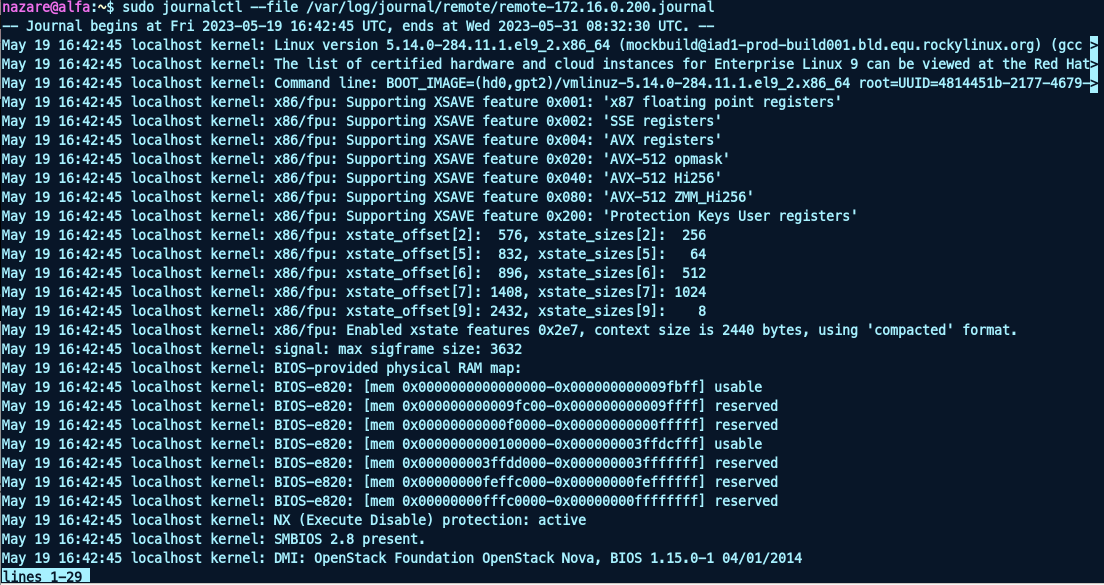 nazare@alfa:~$ sudo journalctl --file /var/log/journal/remote/remote-172.16.0.200.journal
-- Journal begins at Fri 2023-05-19 16:42:45 UTC, ends at Wed 2023-05-31 08:32:30 UTC. --
May 19 16:42:45 localhost kernel: Linux version 5.14.0-284.11.1.el9_2.x86_64 (mockbuild@iad1-prod-build001.bld.equ.rockylinux.org) (gcc >
May 19 16:42:45 localhost kernel: The list of certified hardware and cloud instances for Enterprise Linux 9 can be viewed at the Red Hat>
May 19 16:42:45 localhost kernel: Command line: BOOT_IMAGE=(hd0,gpt2)/vmlinuz-5.14.0-284.11.1.el9_2.x86_64 root=UUID=4814451b-2177-4679->
May 19 16:42:45 localhost kernel: x86/fpu: Supporting XSAVE feature 0x001: 'x87 floating point registers'
May 19 16:42:45 localhost kernel: x86/fpu: Supporting XSAVE feature 0x002: 'SSE registers'
May 19 16:42:45 localhost kernel: x86/fpu: Supporting XSAVE feature 0x004: 'AVX registers'
May 19 16:42:45 localhost kernel: x86/fpu: Supporting XSAVE feature 0x020: 'AVX-512 opmask'
May 19 16:42:45 localhost kernel: x86/fpu: Supporting XSAVE feature 0x040: 'AVX-512 Hi256'
May 19 16:42:45 localhost kernel: x86/fpu: Supporting XSAVE feature 0x080: 'AVX-512 ZMM_Hi256'
May 19 16:42:45 localhost kernel: x86/fpu: Supporting XSAVE feature 0x200: 'Protection Keys User registers'
May 19 16:42:45 localhost kernel: x86/fpu: xstate_offset[2]:  576, xstate_sizes[2]:  256
May 19 16:42:45 localhost kernel: x86/fpu: xstate_offset[5]:  832, xstate_sizes[5]:   64
May 19 16:42:45 localhost kernel: x86/fpu: xstate_offset[6]:  896, xstate_sizes[6]:  512
May 19 16:42:45 localhost kernel: x86/fpu: xstate_offset[7]: 1408, xstate_sizes[7]: 1024
May 19 16:42:45 localhost kernel: x86/fpu: xstate_offset[9]: 2432, xstate_sizes[9]:    8
May 19 16:42:45 localhost kernel: x86/fpu: Enabled xstate features 0x2e7, context size is 2440 bytes, using 'compacted' format.
May 19 16:42:45 localhost kernel: signal: max sigframe size: 3632
May 19 16:42:45 localhost kernel: BIOS-provided physical RAM map:
May 19 16:42:45 localhost kernel: BIOS-e820: [mem 0x0000000000000000-0x000000000009fbff] usable
May 19 16:42:45 localhost kernel: BIOS-e820: [mem 0x000000000009fc00-0x000000000009ffff] reserved
May 19 16:42:45 localhost kernel: BIOS-e820: [mem 0x00000000000f0000-0x00000000000fffff] reserved
May 19 16:42:45 localhost kernel: BIOS-e820: [mem 0x0000000000100000-0x000000003ffdcfff] usable
May 19 16:42:45 localhost kernel: BIOS-e820: [mem 0x000000003ffdd000-0x000000003fffffff] reserved
May 19 16:42:45 localhost kernel: BIOS-e820: [mem 0x00000000feffc000-0x00000000feffffff] reserved
May 19 16:42:45 localhost kernel: BIOS-e820: [mem 0x00000000fffc0000-0x00000000ffffffff] reserved
May 19 16:42:45 localhost kernel: NX (Execute Disable) protection: active
May 19 16:42:45 localhost kernel: SMBIOS 2.8 present.
May 19 16:42:45 localhost kernel: DMI: OpenStack Foundation OpenStack Nova, BIOS 1.15.0-1 04/01/2014
lines 1-29